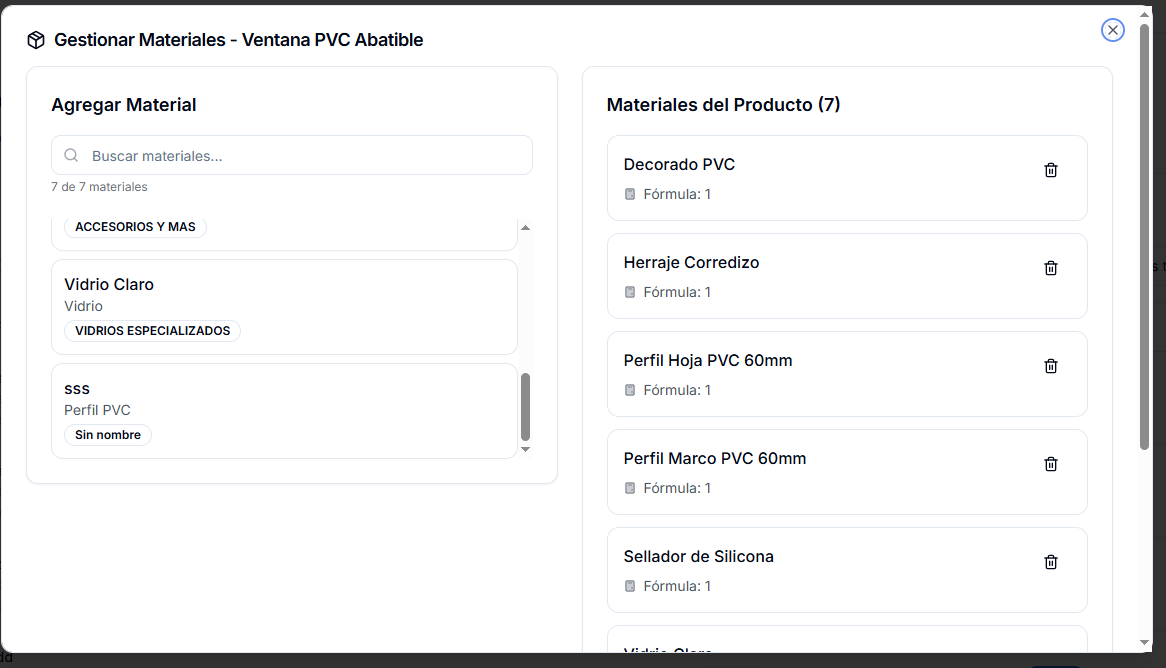 Gestionar Materiales - Ventana PVC Abatible
Agregar Material
Buscar materiales...
7 de 7 materiales
ACCESORIOS Y MAS
Vidrio Claro
Vidrio
VIDRIOS ESPECIALIZADOS
sss
Perfil PVC
Sin nombre
Materiales del Producto (7)
Decorado PVC
Fórmula: 1
Herraje Corredizo
Fórmula: 1
Perfil Hoja PVC 60mm
Fórmula: 1
Perfil Marco PVC 60mm
Fórmula: 1
Sellador de Silicona
Fórmula: 1
Vidrio Claro